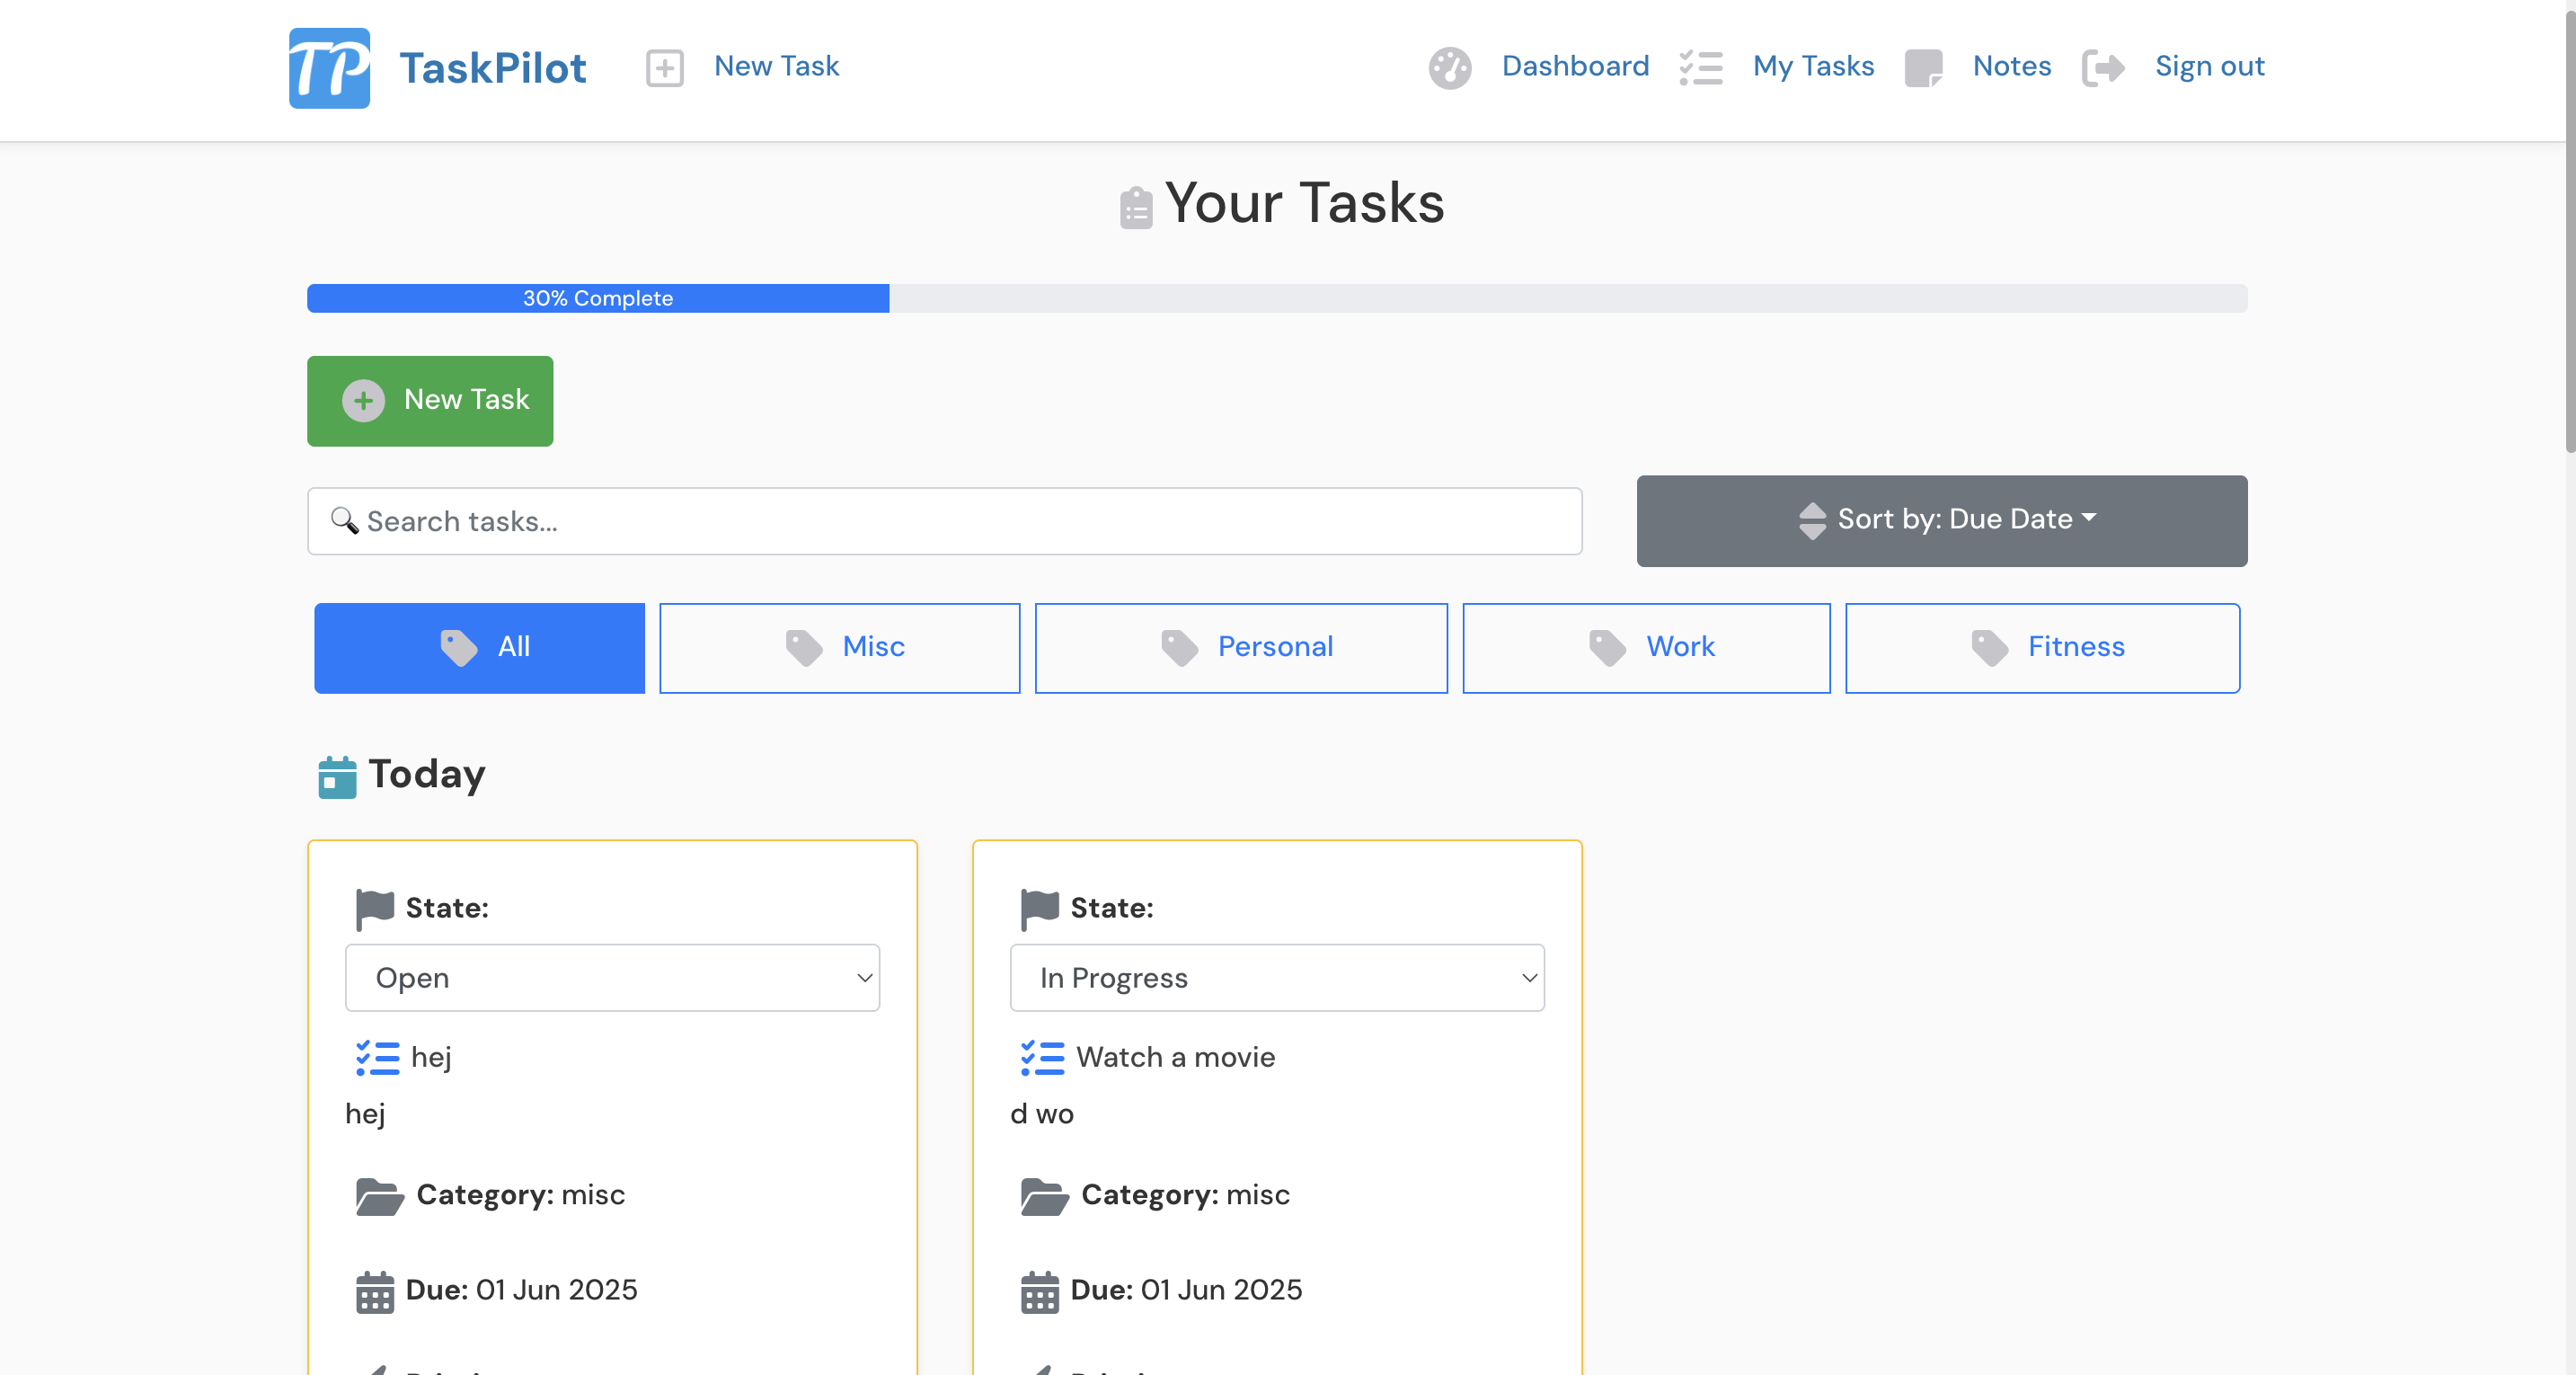 TP TaskPilot New Task Dashboard My Tasks Notes Sign out
Your Tasks
30% Complete
New Task
Search tasks...
Sort by: Due Date
All Misc Personal Work Fitness
Today
State:
Open
hej
hej
Category: misc
Due: 01 Jun 2025
State:
In Progress
Watch a movie
d wo
Category: misc
Due: 01 Jun 2025